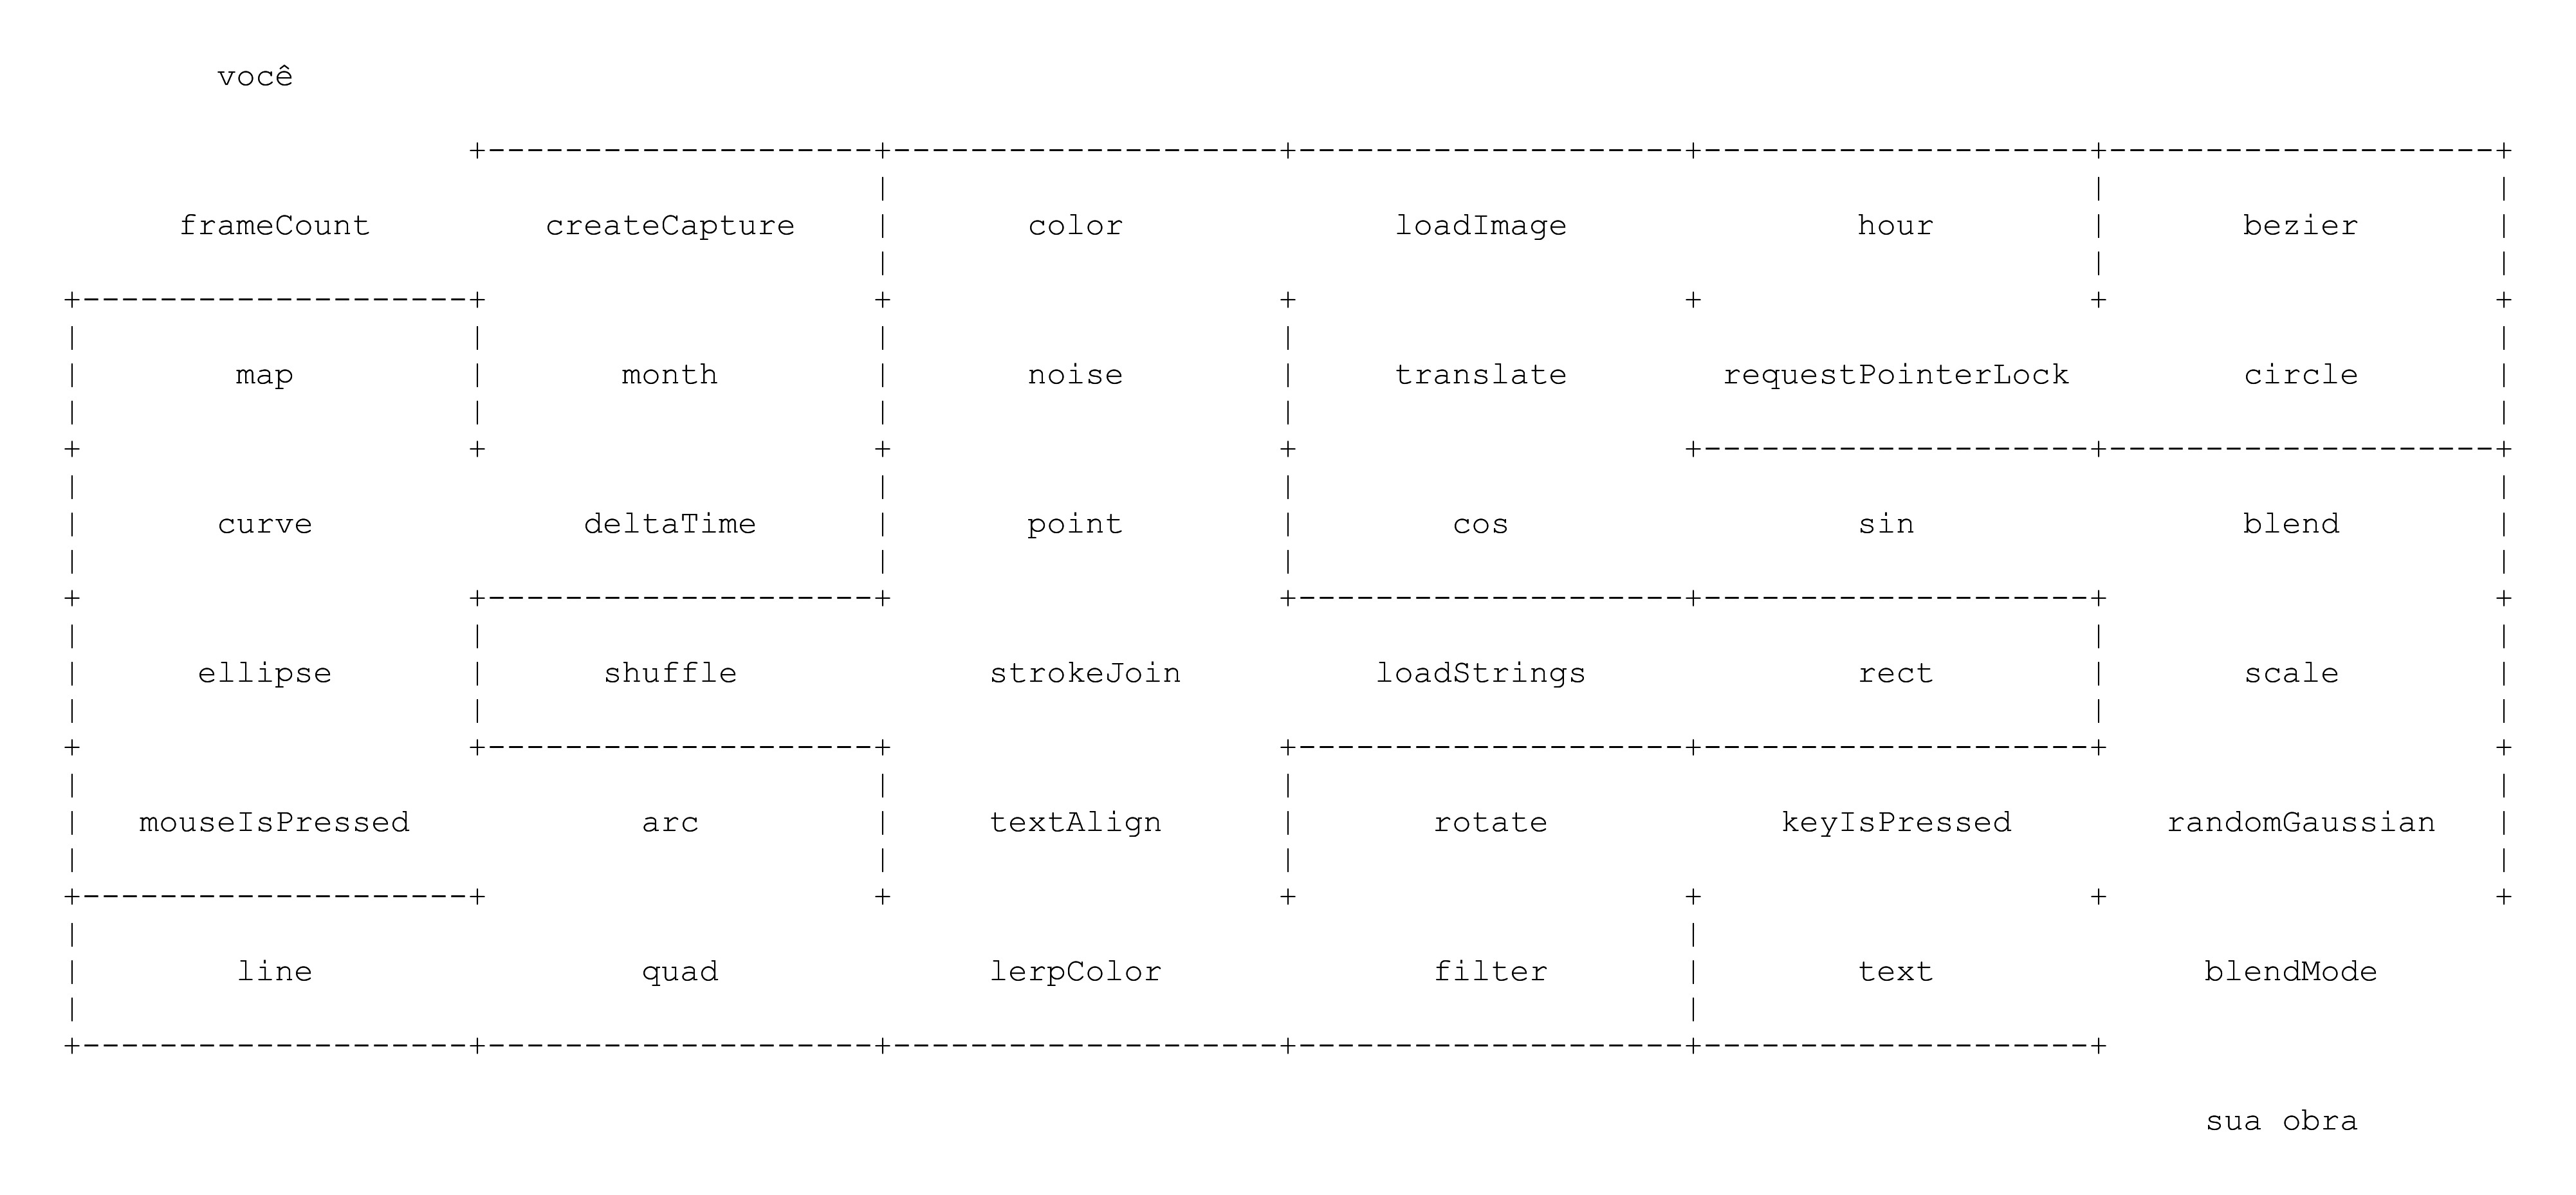 você
frameCount createCapture color loadImage hour bezier
map month noise translate requestPointerLock circle
curve deltaTime point cos sin blend
ellipse shuffle strokeJoin loadStrings rect scale
mouseIsPressed arc textAlign rotate keyIsPressed randomGaussian
line quad lerpColor filter text blendMode
sua obra